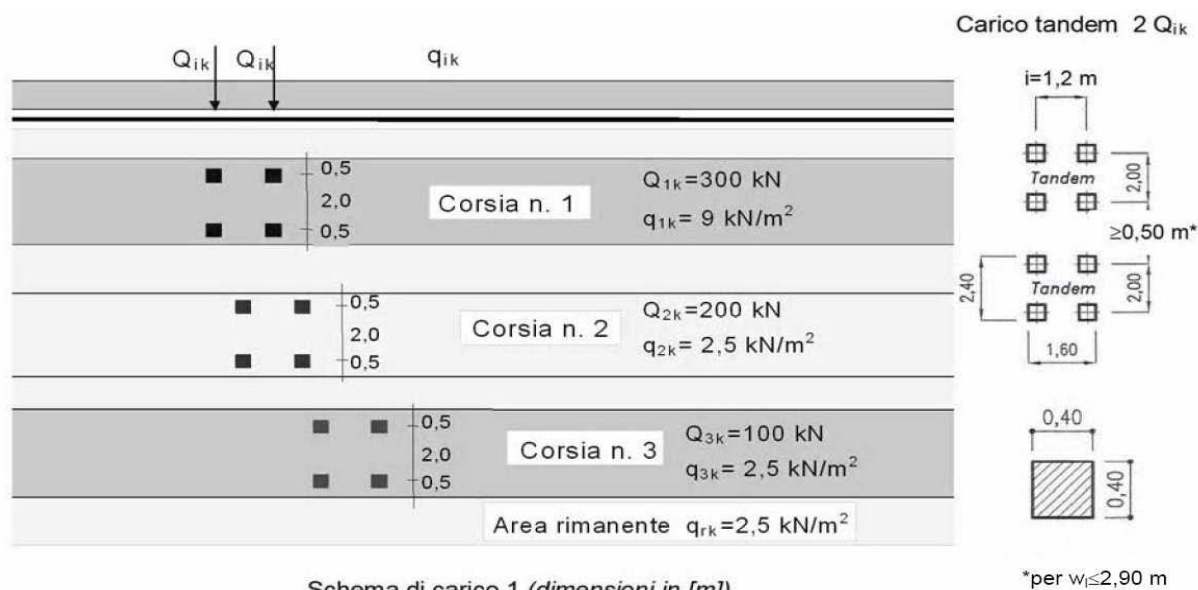 Carico tandem 2 Qik
Qik Qik qik
i=1,2 m
0,5
2,0
0,5
Corsia n. 1
Q1k=300 kN
q1k= 9 kN/m²
Tandem
2,00
≥0,50 m*
0,5
2,0
0,5
Corsia n. 2
Q2k=200 kN
q2k= 2,5 kN/m²
2,40
Tandem
2,00
1,60
0,5
2,0
0,5
Corsia n. 3
Q3k=100 kN
q3k= 2,5 kN/m²
0,40
0,40
Area rimanente qrk=2,5 kN/m²
Schema di carico 1 (dimensioni in [m])
*per wl≤2,90 m